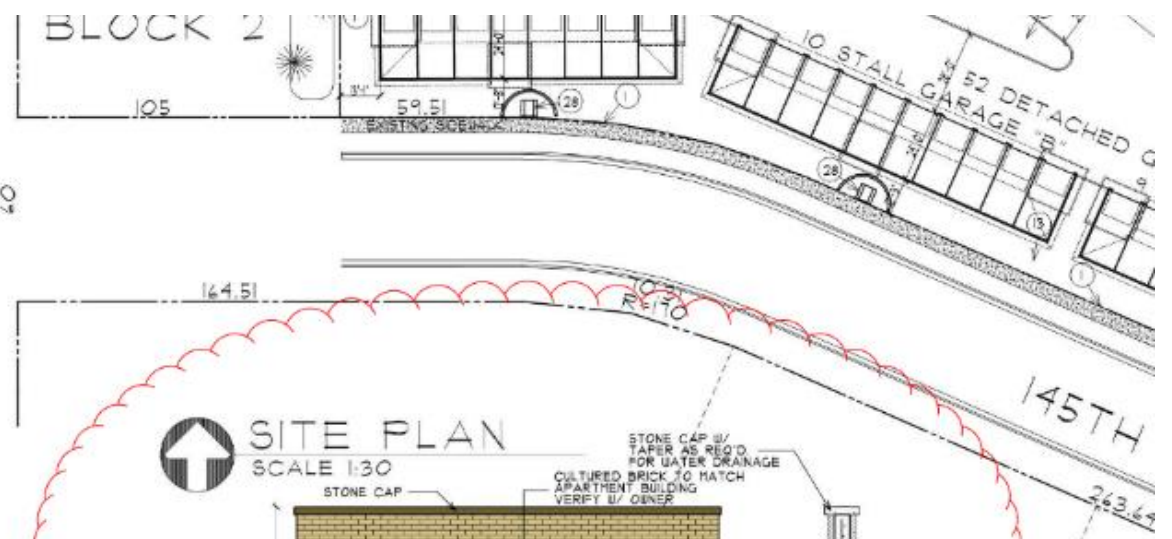 BLOCK 2
105
59.51
EXISTING SIDEWALK
28
1
10 STALL
GARAGE "B"
52 DETACHED G
28
13
1
60
164.51
R=170
145TH
263.64
SITE PLAN
SCALE 1:30
STONE CAP
CULTURED BRICK TO MATCH
APARTMENT BUILDING
VERIFY W/ OWNER
STONE CAP W/
TAPER AS REQ'D
FOR WATER DRAINAGE